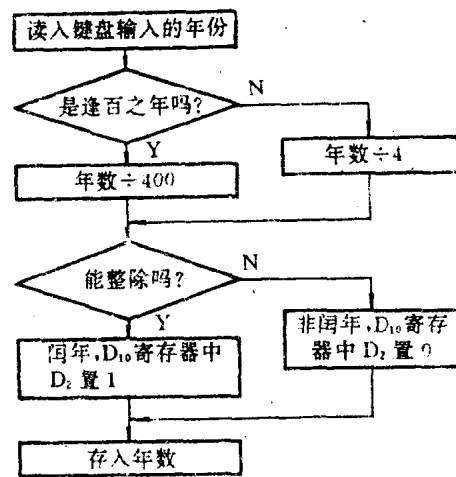 读入键盘输入的年份
是逢百之年吗?
N
Y
年数÷400
年数÷4
能整除吗?
N
Y
闰年,D₁₀寄存器中
D₂置1
非闰年,D₁₀寄存
器中D₂置0
存入年数